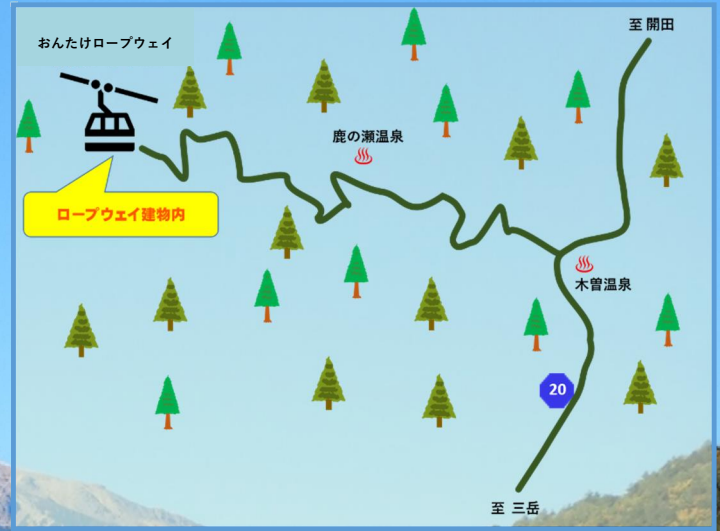 おんたけロープウェイ
至 開田
鹿の瀬温泉
ロープウェイ建物内
木曽温泉
20
至 三岳